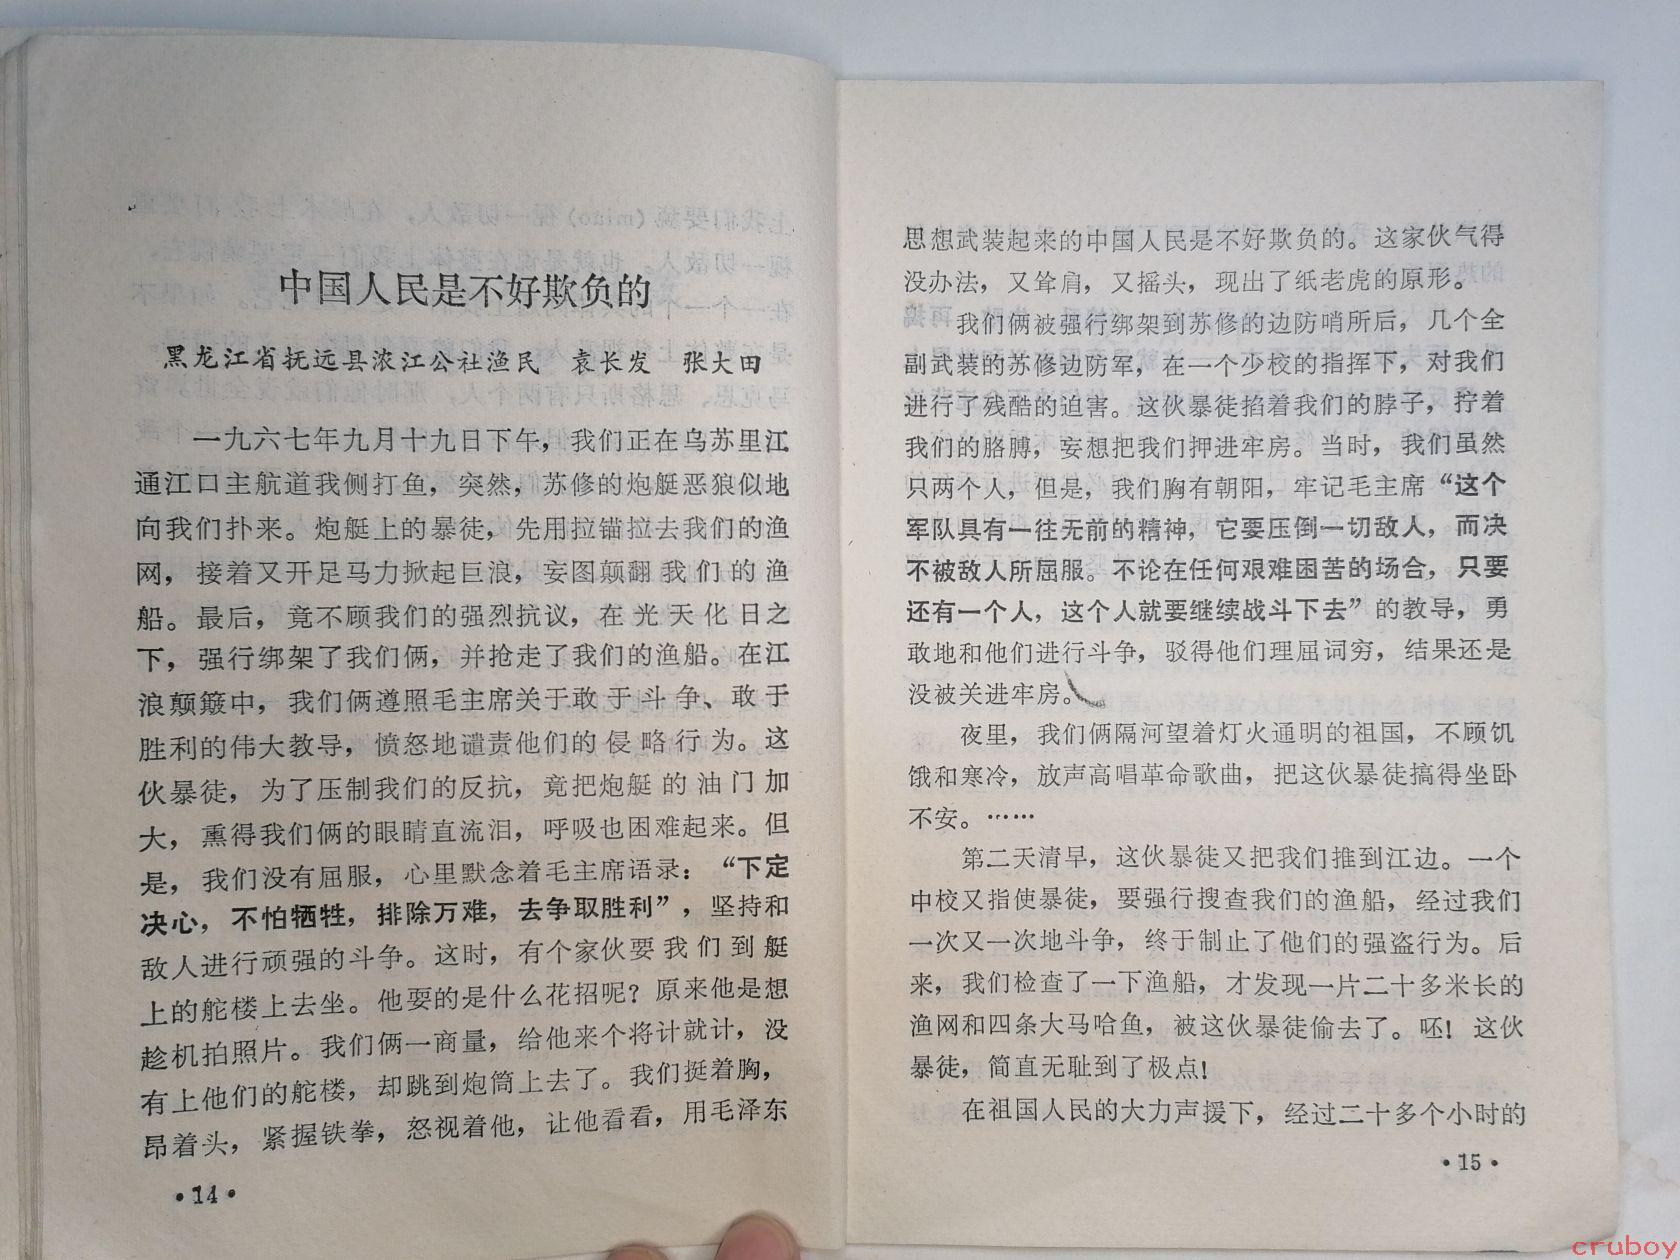 中国人民是不好欺负的
黑龙江省抚远县浓江公社渔民 袁长发 张大田
一九六七年九月十九日下午，我们正在乌苏里江
通江口主航道我侧打鱼，突然，苏修的炮艇恶狼似地
向我们扑来。炮艇上的暴徒，先用拉锚拉去我们的渔
网，接着又开足马力掀起巨浪，妄图颠翻我们的渔
船。最后，竟不顾我们的强烈抗议，在光天化日之
下，强行绑架了我们俩，并抢走了我们的渔船。在江
浪颠簸中，我们俩遵照毛主席关于敢于斗争、敢于
胜利的伟大教导，愤怒地谴责他们的侵略行为。这
伙暴徒，为了压制我们的反抗，竟把炮艇的油门加
大，熏得我们俩的眼睛直流泪，呼吸也困难起来。但
是，我们没有屈服，心里默念着毛主席语录：“下定
决心，不怕牺牲，排除万难，去争取胜利”，坚持和
敌人进行顽强的斗争。这时，有个家伙要我们到艇
上的舵楼上去坐。他耍的是什么花招呢？原来他是想
趁机拍照片。我们俩一商量，给他来个将计就计，没
有上他们的舵楼，却跳到炮筒上去了。我们挺着胸，
昂着头，紧握铁拳，怒视着他，让他看看，用毛泽东
·14·
思想武装起来的中国人民是不好欺负的。这家伙气得
没办法，又耸肩，又摇头，现出了纸老虎的原形。
我们俩被强行绑架到苏修的边防哨所后，几个全
副武装的苏修边防军，在一个少校的指挥下，对我们
进行了残酷的迫害。这伙暴徒掐着我们的脖子，拧着
我们的胳膊，妄想把我们押进牢房。当时，我们虽然
只两个人，但是，我们胸有朝阳，牢记毛主席“这个
军队具有一往无前的精神，它要压倒一切敌人，而决
不被敌人所屈服。不论在任何艰难困苦的场合，只要
还有一个人，这个人就要继续战斗下去”的教导，勇
敢地和他们进行斗争，驳得他们理屈词穷，结果还是
没被关进牢房。
夜里，我们俩隔河望着灯火通明的祖国，不顾饥
饿和寒冷，放声高唱革命歌曲，把这伙暴徒搞得坐卧
不安。……
第二天清早，这伙暴徒又把我们推到江边。一个
中校又指使暴徒，要强行搜查我们的渔船，经过我们
一次又一次地斗争，终于制止了他们的强盗行为。后
来，我们检查了一下渔船，才发现一片二十多米长的
渔网和四条大马哈鱼，被这伙暴徒偷去了。呸！这伙
暴徒，简直无耻到了极点！
在祖国人民的大力声援下，经过二十多个小时的
·15·
cruboy